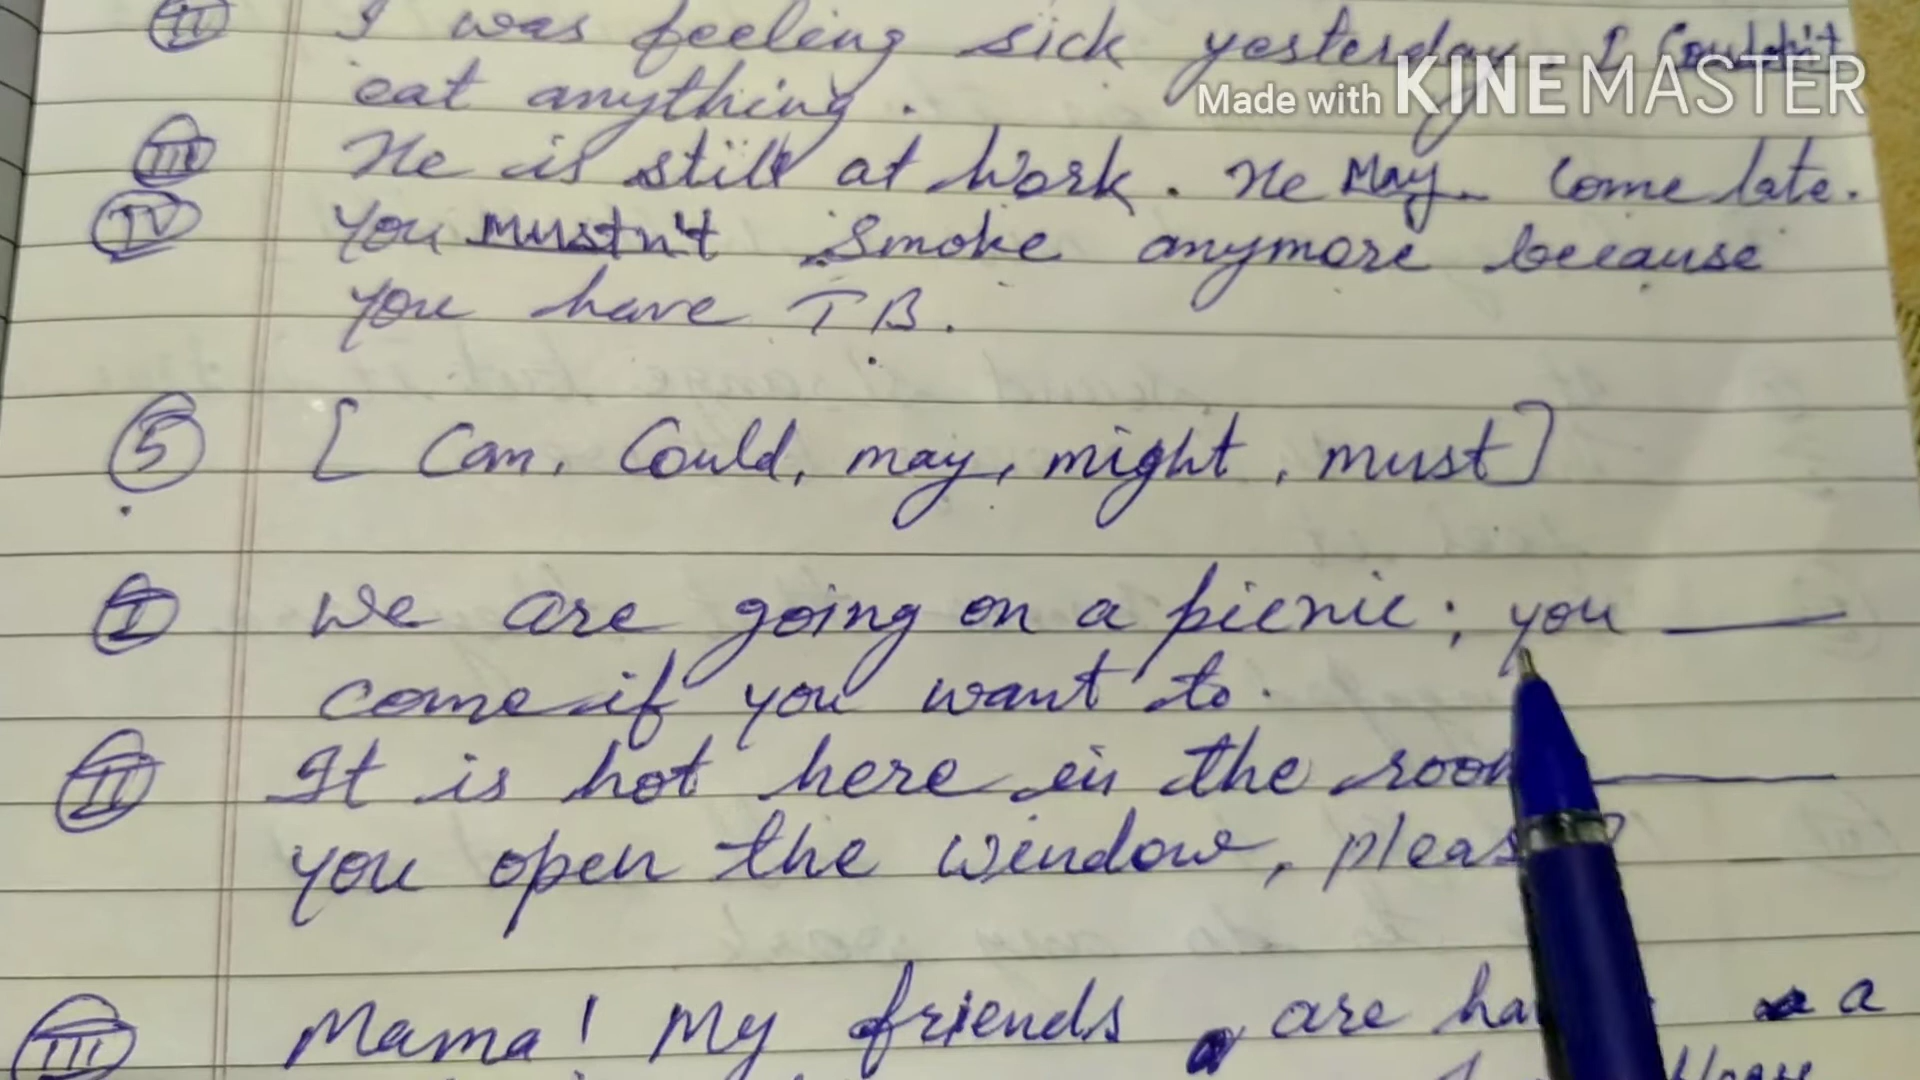 II I was feeling sick yesterday. I couldn't
Made with KINEMASTER
eat anything.
III He is still at work. He May come late.
IV You mustn't smoke anymore because
you have TB.
5 [ Can, Could, may, might, must]
I We are going on a picnic; you ___
come if you want to.
II It is hot here in the room ___
you open the window, please?
III Mama! My friends are a